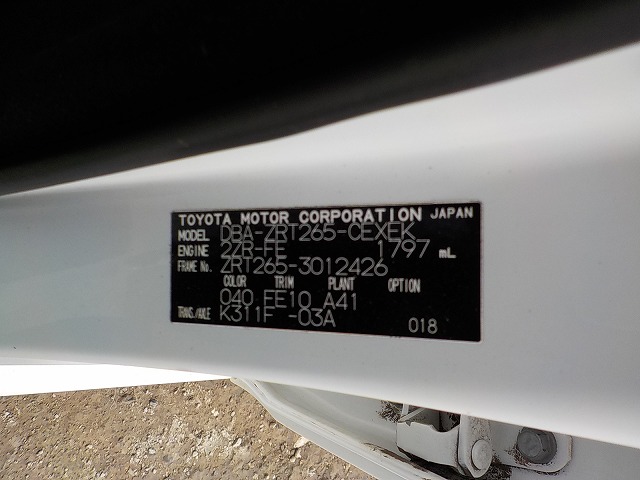 TOYOTA MOTOR CORPORATION JAPAN
MODEL DBA-ZRT265-CEXEK
ENGINE 2ZR-FE 1797 mL
FRAME No. ZRT265-3012426
COLOR TRIM PLANT OPTION
040 FE10 A41
TRANS./AXLE K311F -03A
018